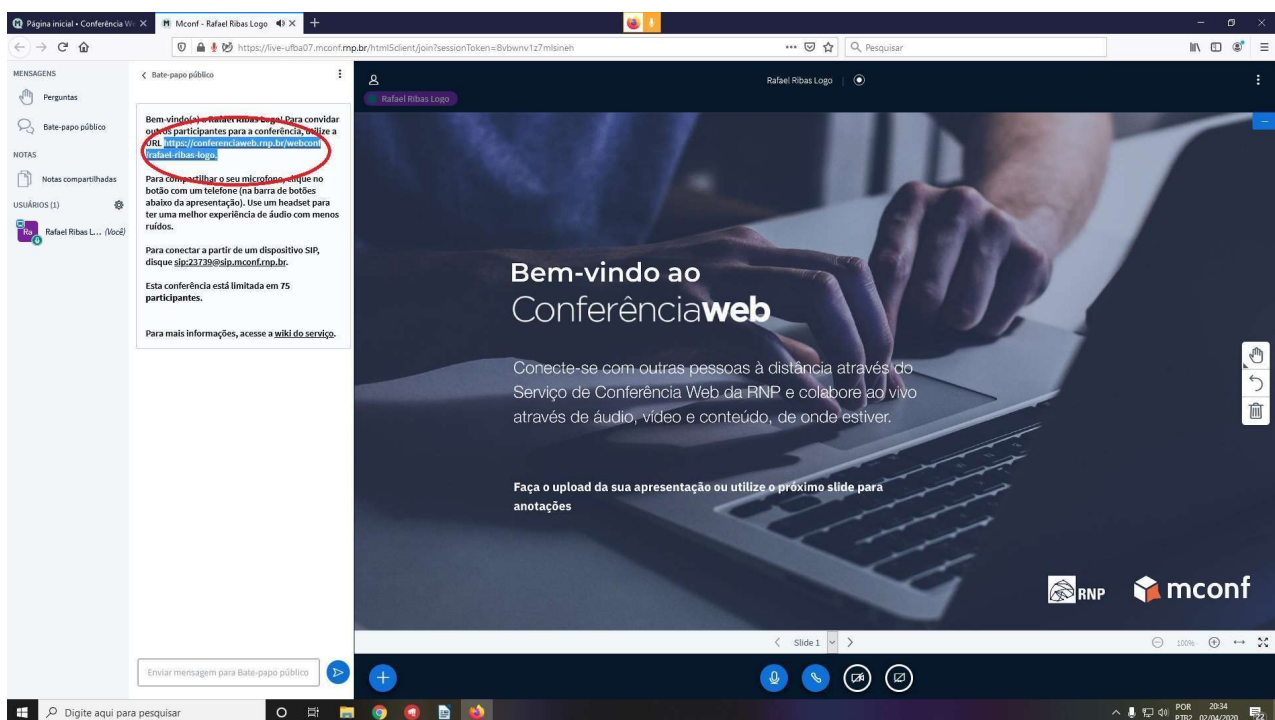 Página inicial • Conferência W
Mconf - Rafael Ribas Logo
https://live-ufba07.mconf.rnp.br/html5client/join?sessionToken=8vbwnv1z7mlsineh
Pesquisar
MENSAGENS
Perguntas
Bate-papo público
NOTAS
Notas compartilhadas
USUÁRIOS (1)
Ra
Rafael Ribas L... (Você)
Bate-papo público
Bem-vindo(a) a Rafael Ribas Logo! Para convidar
outros participantes para a conferência, utilize a
URL https://conferenciaweb.rnp.br/webconf
/rafael-ribas-logo.
Para compartilhar o seu microfone, clique no
botão com um telefone (na barra de botões
abaixo da apresentação). Use um headset para
ter uma melhor experiência de áudio com menos
ruídos.
Para conectar a partir de um dispositivo SIP,
disque sip:23739@sip.mconf.rnp.br.
Esta conferência está limitada em 75
participantes.
Para mais informações, acesse a wiki do serviço.
Enviar mensagem para Bate-papo público
Rafael Ribas Logo
Rafael Ribas Logo
Bem-vindo ao
Conferênciaweb
Conecte-se com outras pessoas à distância através do
Serviço de Conferência Web da RNP e colabore ao vivo
através de áudio, vídeo e conteúdo, de onde estiver.
Faça o upload da sua apresentação ou utilize o próximo slide para
anotações
RNP
mconf
Slide 1
100%
Digite aqui para pesquisar
POR
PTB2
20:34
02/04/2020